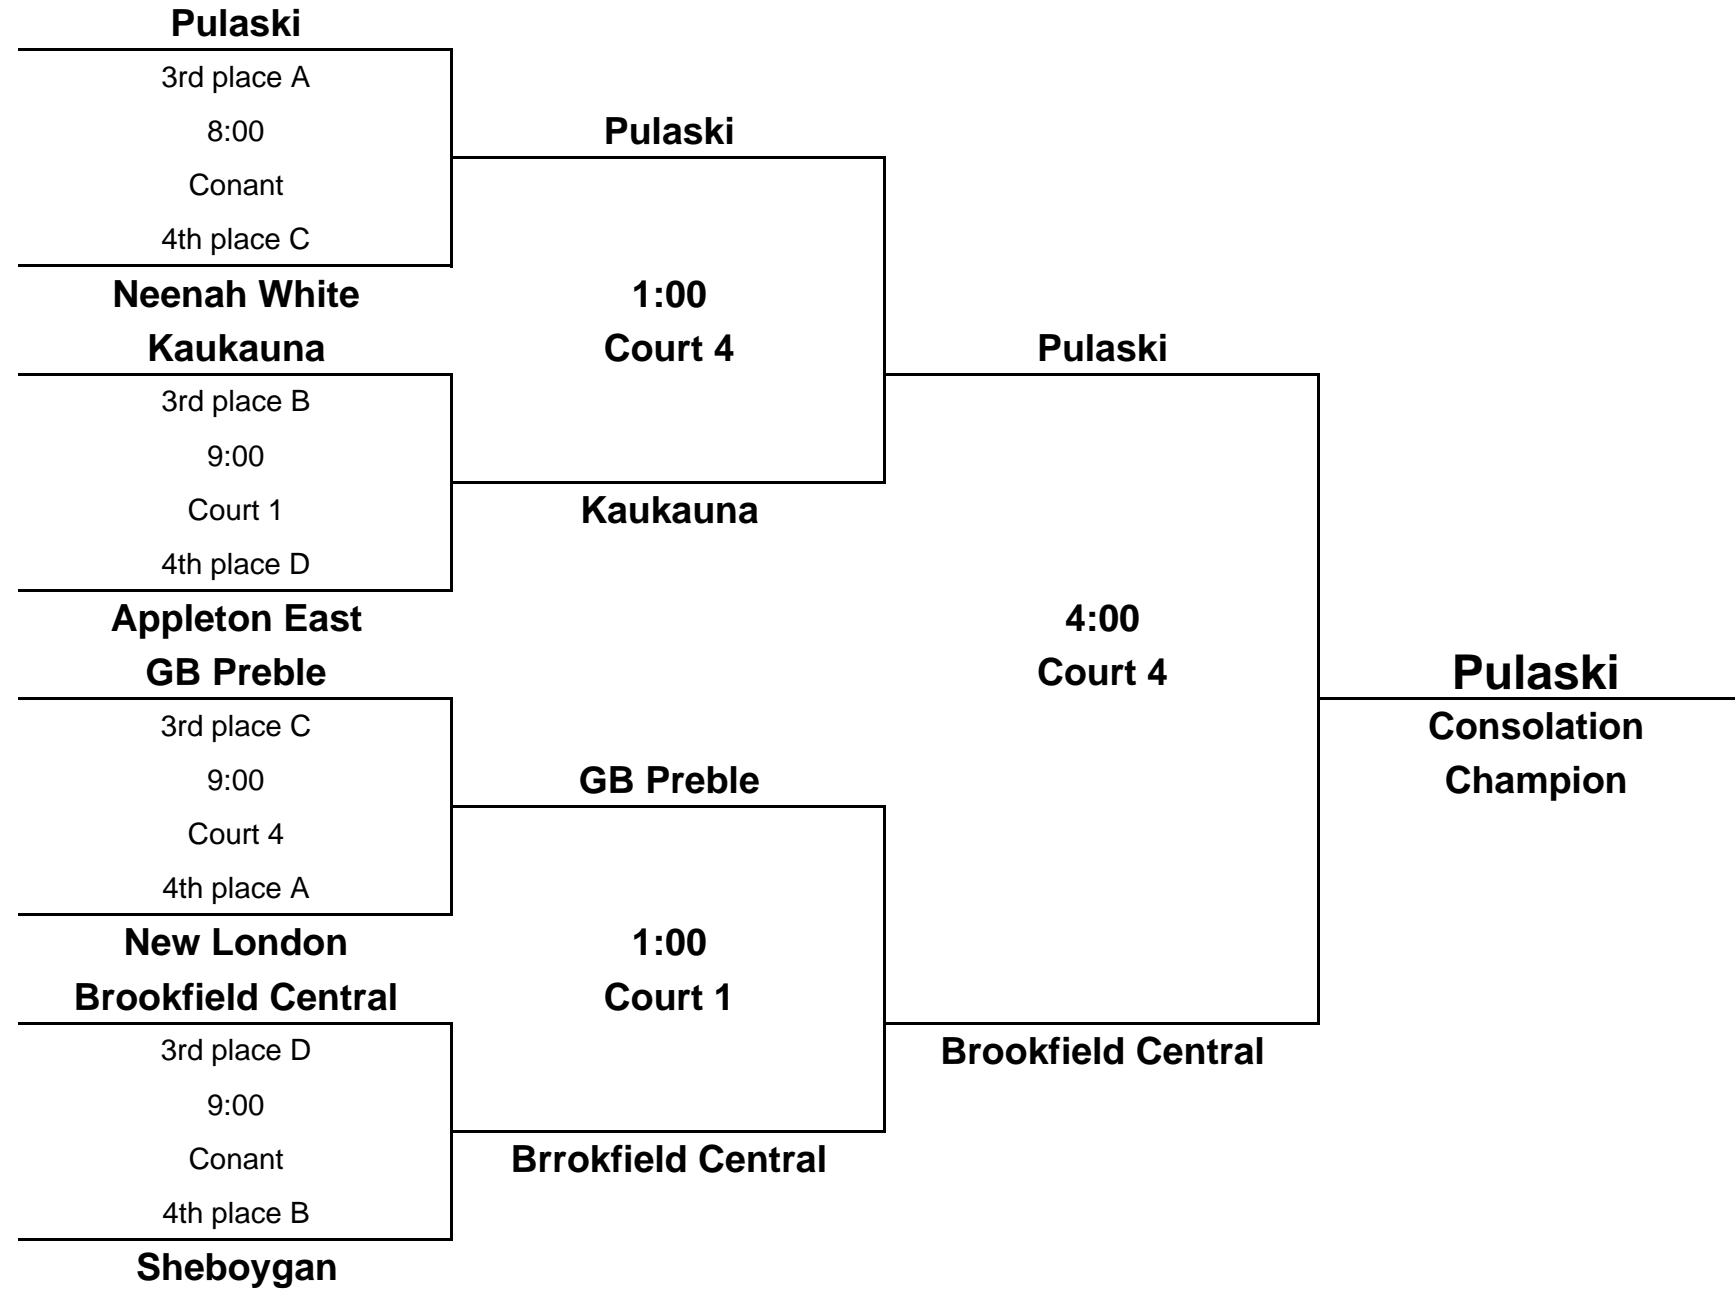 Pulaski
3rd place A
8:00
Conant
4th place C
Neenah White
Kaukauna
3rd place B
9:00
Court 1
4th place D
Appleton East
GB Preble
3rd place C
9:00
Court 4
4th place A
New London
Brookfield Central
3rd place D
9:00
Conant
4th place B
Sheboygan
Pulaski
1:00
Court 4
Kaukauna
GB Preble
1:00
Court 1
Brrokfield Central
Pulaski
4:00
Court 4
Brookfield Central
Pulaski
Consolation
Champion